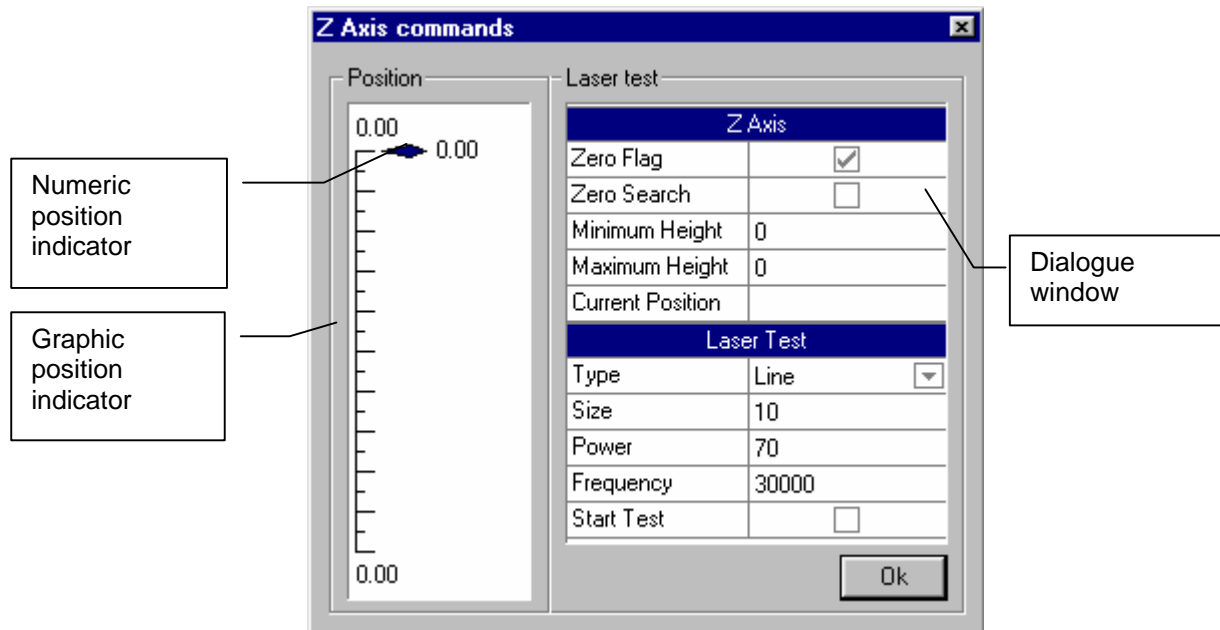 Z Axis commands
Position
0.00
0.00
0.00
Laser test
Z Axis
Zero Flag
Zero Search
Minimum Height 0
Maximum Height 0
Current Position
Laser Test
Type Line
Size 10
Power 70
Frequency 30000
Start Test
Ok
Numeric
position
indicator
Graphic
position
indicator
Dialogue
window